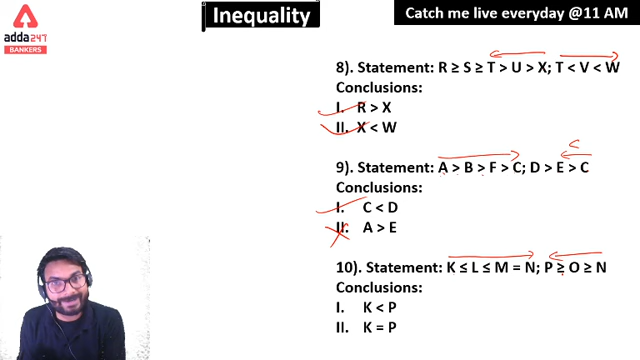 Inequality
Catch me live everyday @11 AM
adda247
BANKERS
8). Statement: R ≥ S ≥ T > U > X; T < V < W
Conclusions:
I. R > X
II. X < W
C
9). Statement: A > B > F > C; D > E > C
Conclusions:
I. C < D
II. A > E
10). Statement: K ≤ L ≤ M = N; P ≥ O ≥ N
Conclusions:
I. K < P
II. K = P